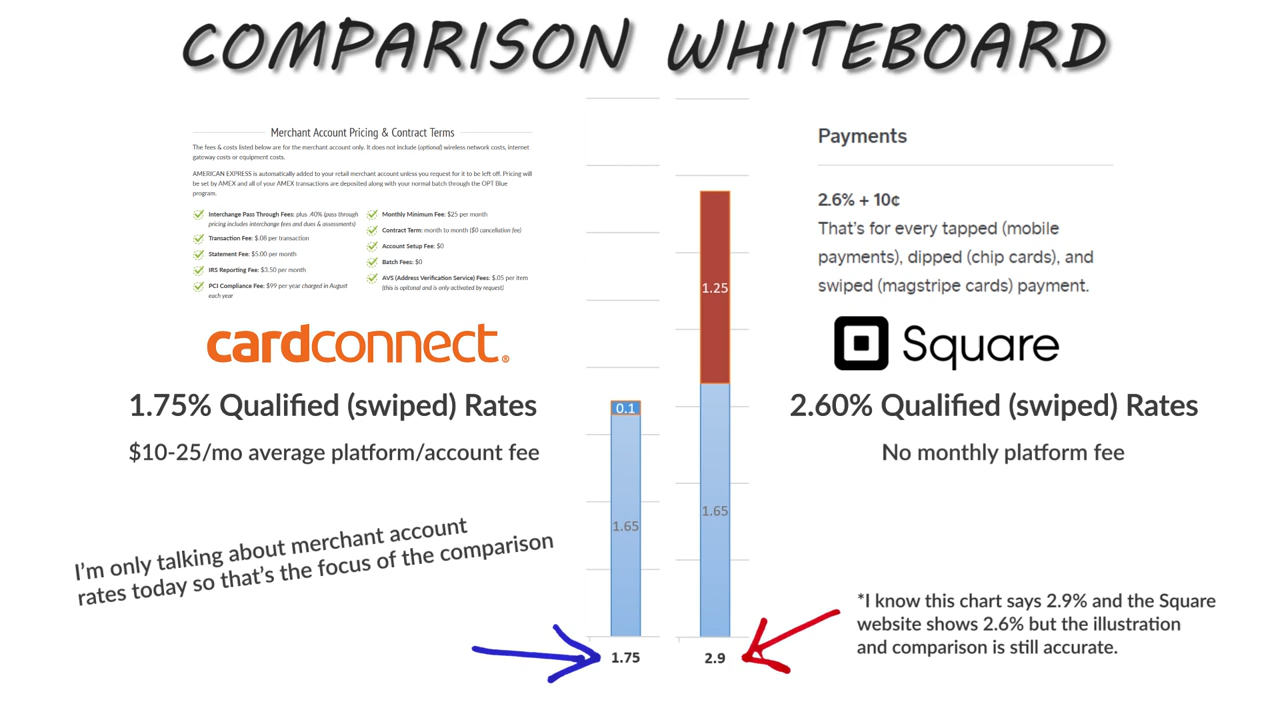 COMPARISON WHITEBOARD
Merchant Account Pricing & Contract Terms
The fees & costs listed below are for the merchant account only. It does not include (optional) wireless network costs, internet
gateway costs or equipment costs.
AMERICAN EXPRESS is automatically added to your retail merchant account unless you request for it to be left off. Pricing will
be set by AMEX and all of your AMEX transactions are deposited along with your normal batch through the OPT Blue
program.
Interchange Pass Through Fees: plus .40% (pass through
pricing includes interchange fees and dues & assessments)
Transaction Fee: $.08 per transaction
Statement Fee: $5.00 per month
IRS Reporting Fee: $3.50 per month
PCI Compliance Fee: $99 per year charged in August
each year
Monthly Minimum Fee: $25 per month
Contract Term: month to month ($0 cancellation fee)
Account Setup Fee: $0
Batch Fees: $0
AVS (Address Verification Service) Fees: $.05 per item
(this is optional and is only activated by request)
cardconnect.®
1.75% Qualified (swiped) Rates
$10-25/mo average platform/account fee
I'm only talking about merchant account
rates today so that's the focus of the comparison
0.1
1.65
1.75
1.25
1.65
2.9
Payments
2.6% + 10¢
That's for every tapped (mobile
payments), dipped (chip cards), and
swiped (magstripe cards) payment.
Square
2.60% Qualified (swiped) Rates
No monthly platform fee
*I know this chart says 2.9% and the Square
website shows 2.6% but the illustration
and comparison is still accurate.